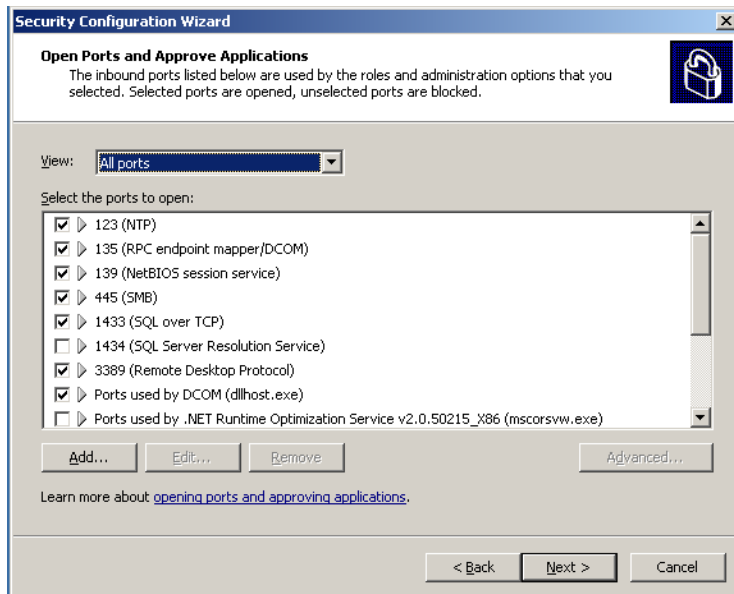 Security Configuration Wizard
Open Ports and Approve Applications
The inbound ports listed below are used by the roles and administration options that you
selected. Selected ports are opened, unselected ports are blocked.
View: All ports
Select the ports to open:
123 (NTP)
135 (RPC endpoint mapper/DCOM)
139 (NetBIOS session service)
445 (SMB)
1433 (SQL over TCP)
1434 (SQL Server Resolution Service)
3389 (Remote Desktop Protocol)
Ports used by DCOM (dllhost.exe)
Ports used by .NET Runtime Optimization Service v2.0.50215_X86 (mscorsvw.exe)
Add... Edit... Remove Advanced...
Learn more about opening ports and approving applications.
< Back Next > Cancel